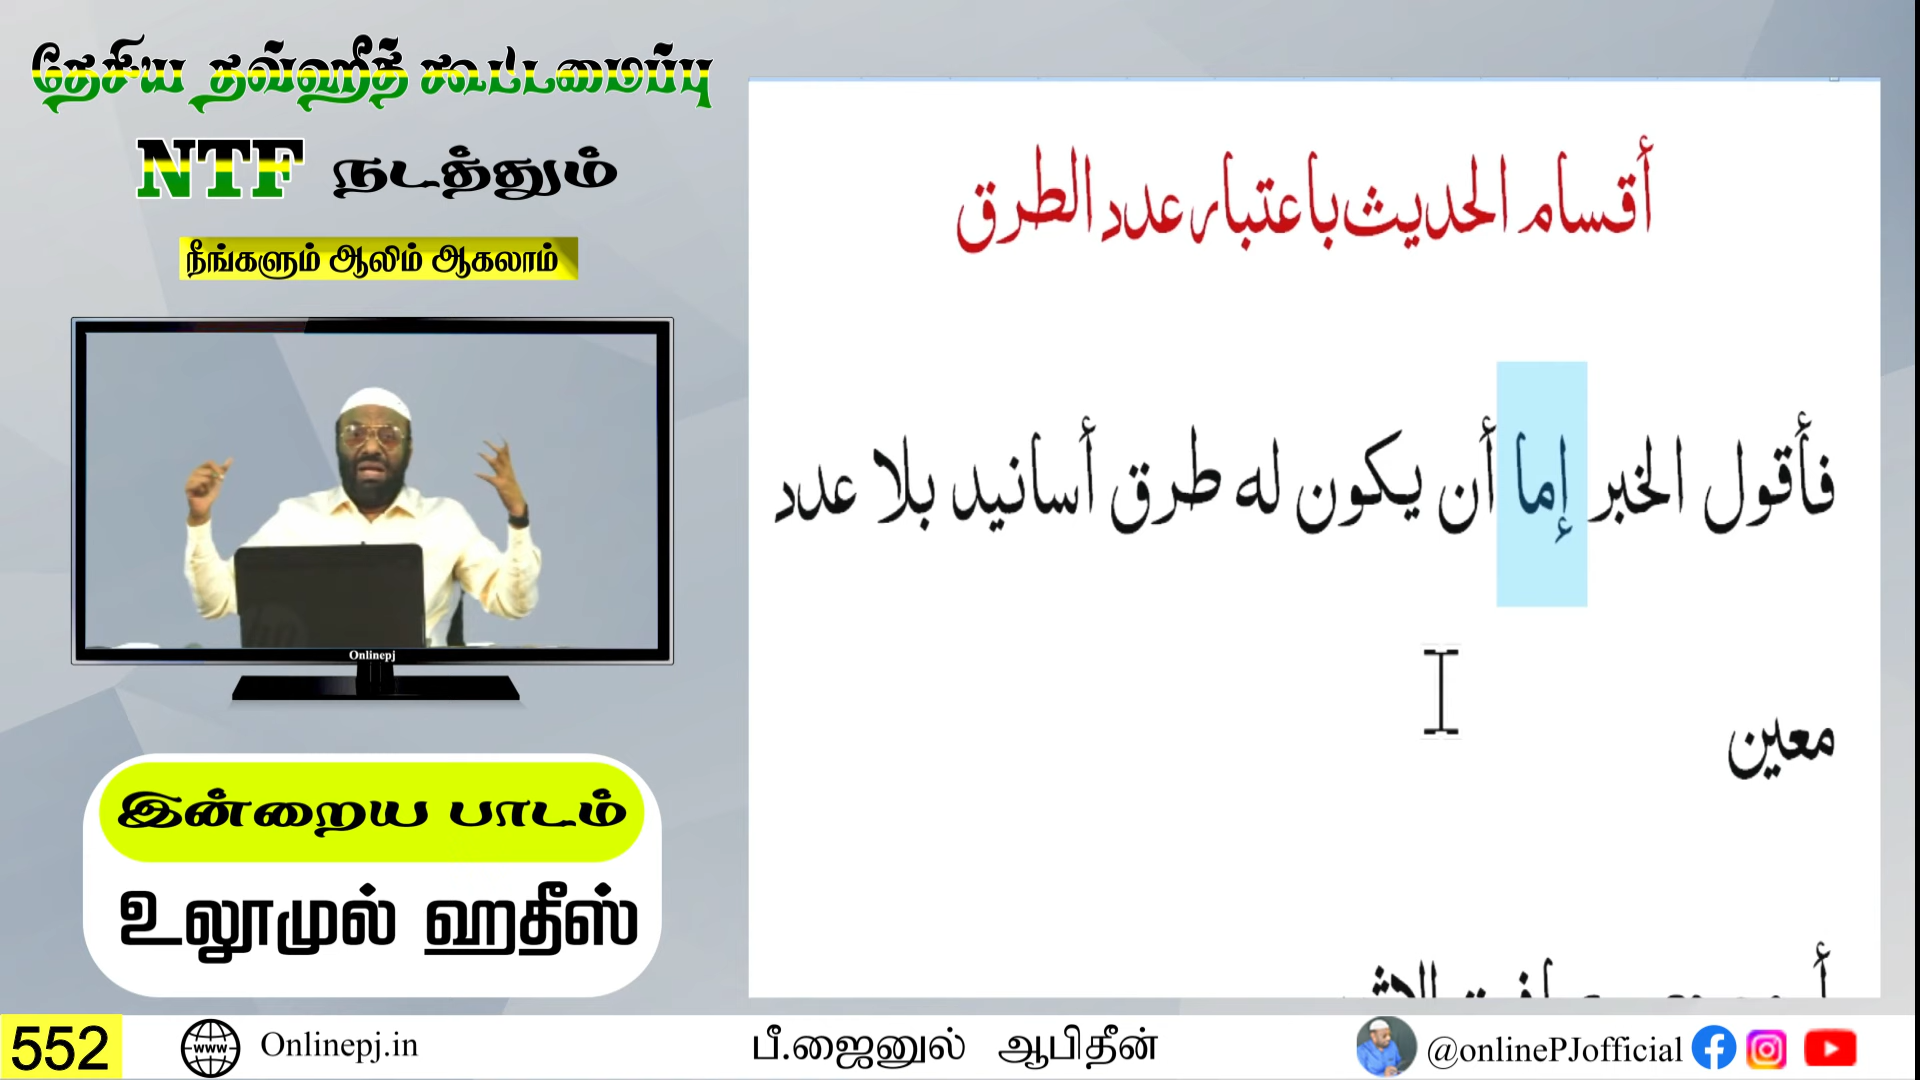 தேசிய தவ்ஹீத் கூட்டமைப்பு
NTF நடத்தும்
நீங்களும் ஆலிம் ஆகலாம்
Onlinepj
இன்றைய பாடம்
உலூமுல் ஹதீஸ்
أقسام الحديث باعتبار عدد الطرق
فأقول الخبر إما أن يكون له طرق أسانيد بلا عدد
معين
552
www
Onlinepj.in
பீ.ஜைனுல் ஆபிதீன்
@onlinePJofficial